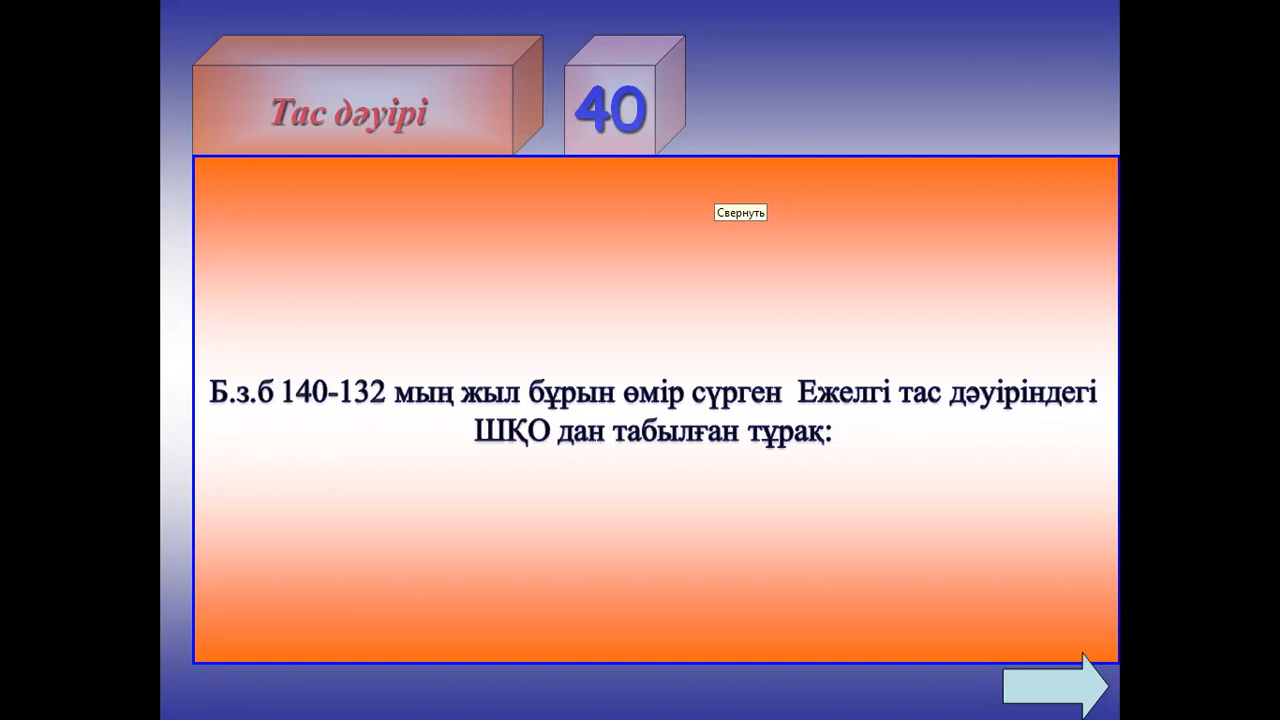 Тас дәуірі
40
Свернуть
Б.з.б 140-132 мың жыл бұрын өмір сүрген Ежелгі тас дәуіріндегі
ШҚО дан табылған тұрақ: